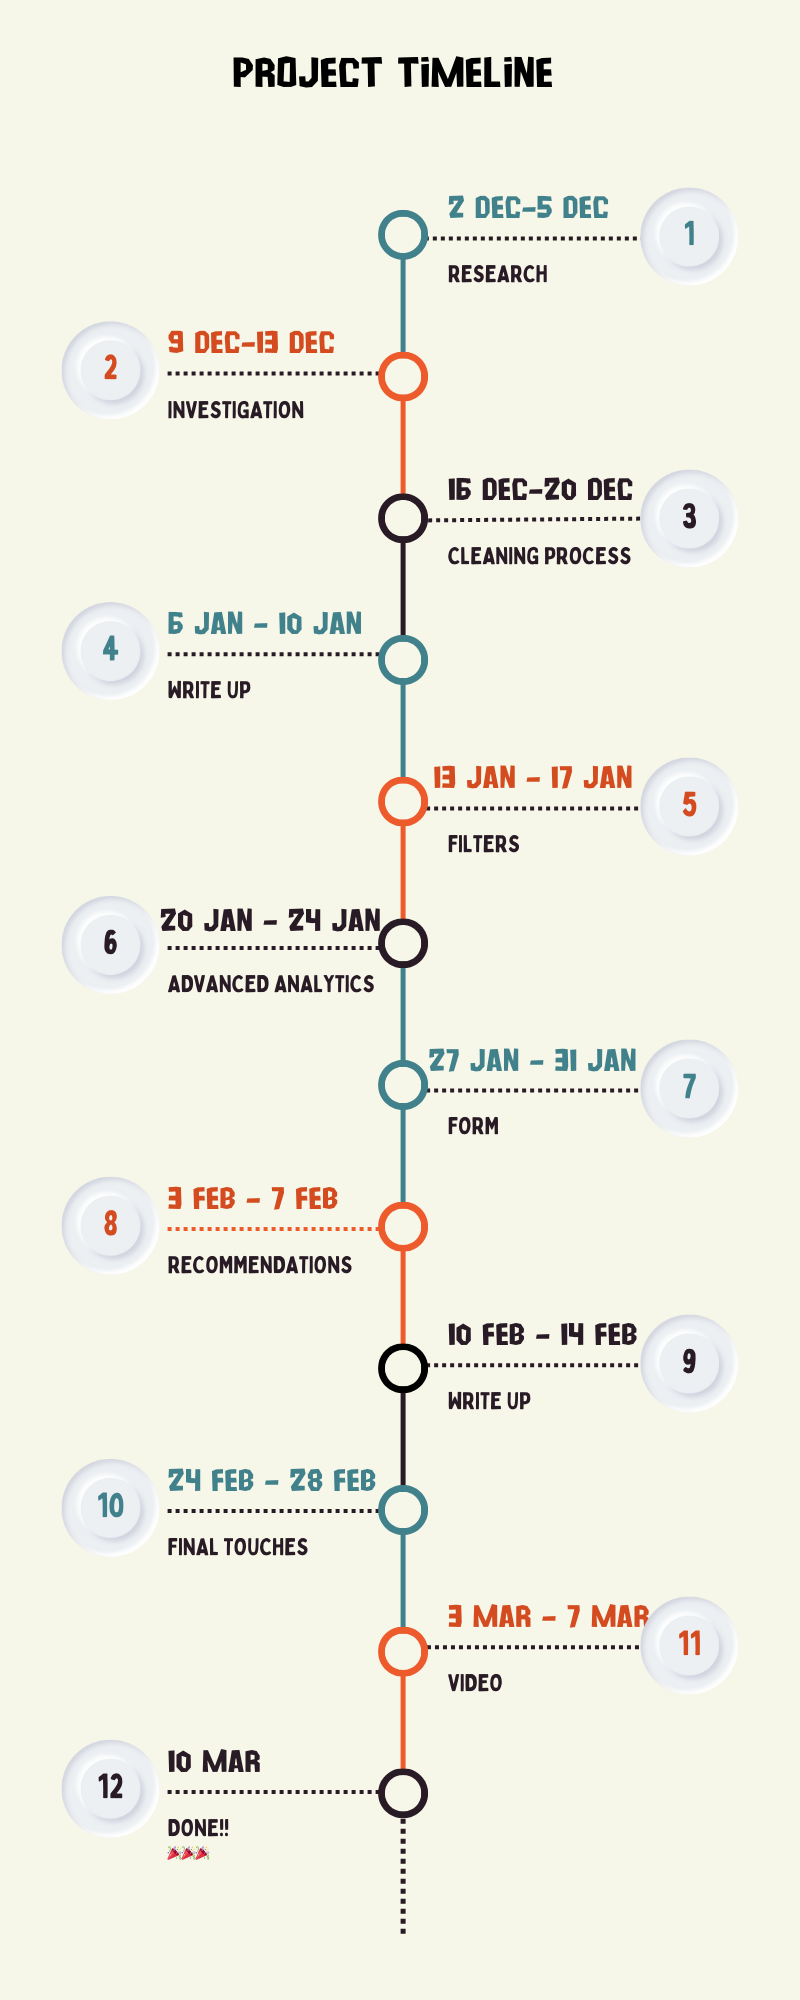 PROJECT TIMELINE
2 DEC-5 DEC
1
RESEARCH
9 DEC-13 DEC
2
INVESTIGATION
16 DEC-20 DEC
3
CLEANING PROCESS
6 JAN - 10 JAN
4
WRITE UP
13 JAN - 17 JAN
5
FILTERS
20 JAN - 24 JAN
6
ADVANCED ANALYTICS
27 JAN - 31 JAN
7
FORM
3 FEB - 7 FEB
8
RECOMMENDATIONS
10 FEB - 14 FEB
9
WRITE UP
24 FEB - 28 FEB
10
FINAL TOUCHES
3 MAR - 7 MAR
11
VIDEO
10 MAR
12
DONE!!
🎉🎉🎉